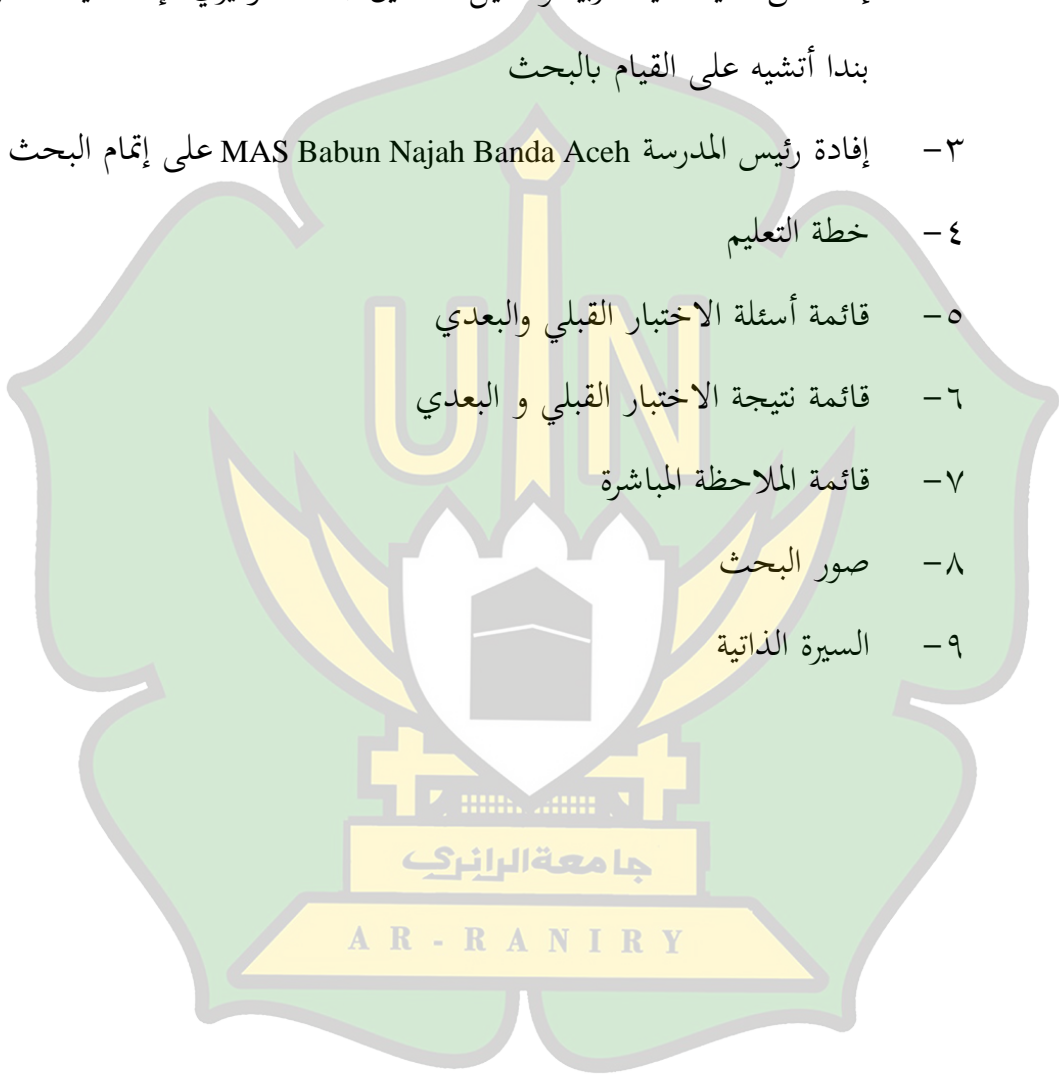 بندا أتشيه على القيام بالبحث
٣- إفادة رئيس المدرسة MAS Babun Najah Banda Aceh على إتمام البحث
٤- خطة التعليم
٥- قائمة أسئلة الاختبار القبلي والبعدي
٦- قائمة نتيجة الاختبار القبلي و البعدي
٧- قائمة الملاحظة المباشرة
٨- صور البحث
٩- السيرة الذاتية
UIN
جامعة الرانري
AR-RANIRY